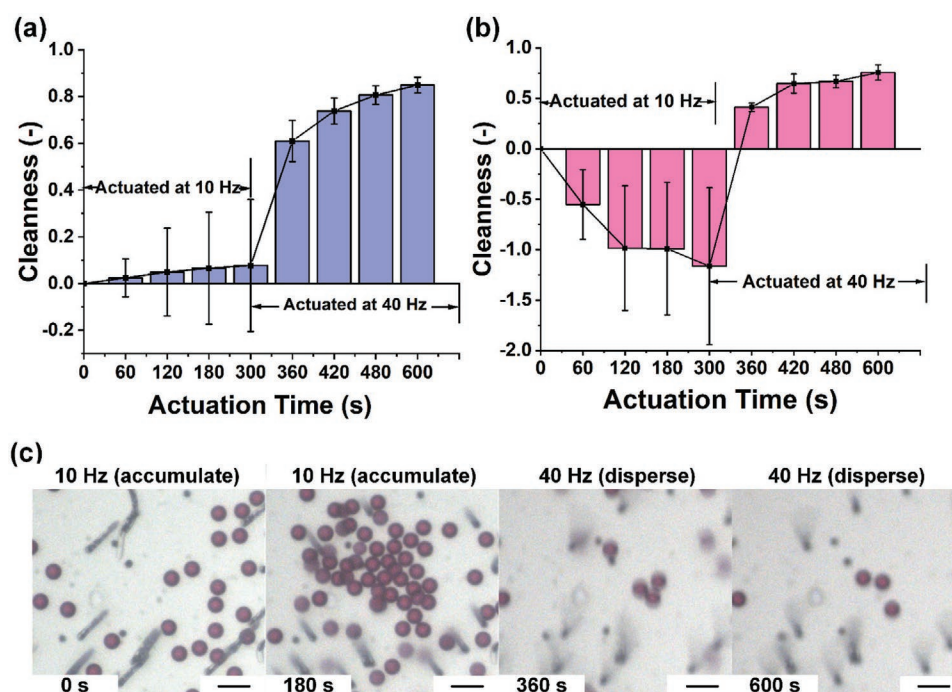 (a)
1.0
0.8
0.6
0.4
0.2
0.0
-0.2
Cleanness (-)
Actuated at 10 Hz
Actuated at 40 Hz
0 60 120 180 300 360 420 480 600
Actuation Time (s)
(b)
1.0
0.5
0.0
-0.5
-1.0
-1.5
-2.0
Cleanness (-)
Actuated at 10 Hz
Actuated at 40 Hz
0 60 120 180 300 360 420 480 600
Actuation Time (s)
(c)
10 Hz (accumulate) 10 Hz (accumulate) 40 Hz (disperse) 40 Hz (disperse)
0 s 180 s 360 s 600 s